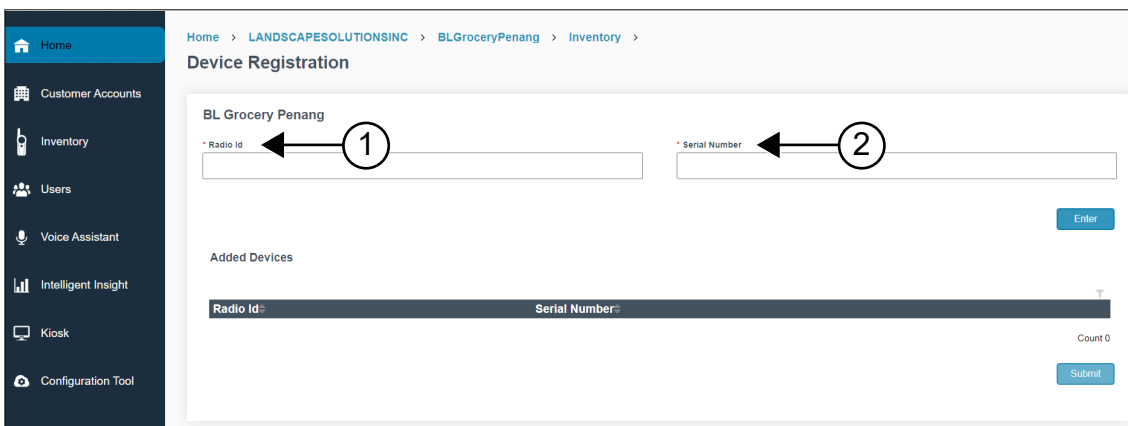 Home
Customer Accounts
Inventory
Users
Voice Assistant
Intelligent Insight
Kiosk
Configuration Tool
Home > LANDSCAPESOLUTIONSINC > BLGroceryPenang > Inventory >
Device Registration
BL Grocery Penang
* Radio Id 1
* Serial Number 2
Enter
Added Devices
Radio Id Serial Number
Count 0
Submit